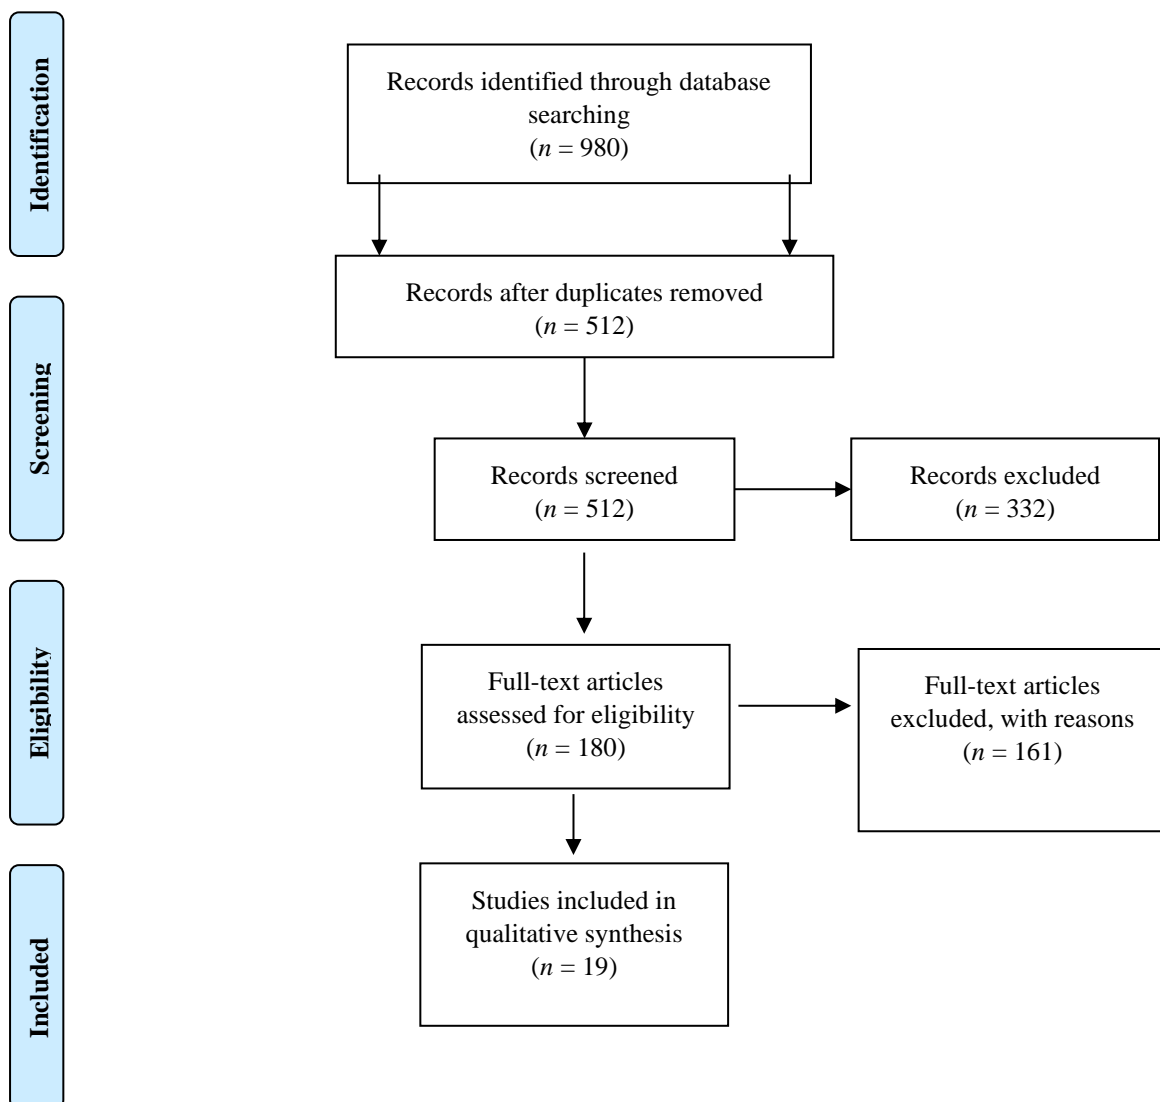 Identification
Records identified through database
searching
(n = 980)
Records after duplicates removed
(n = 512)
Screening
Records screened
(n = 512)
Records excluded
(n = 332)
Eligibility
Full-text articles
assessed for eligibility
(n = 180)
Full-text articles
excluded, with reasons
(n = 161)
Included
Studies included in
qualitative synthesis
(n = 19)